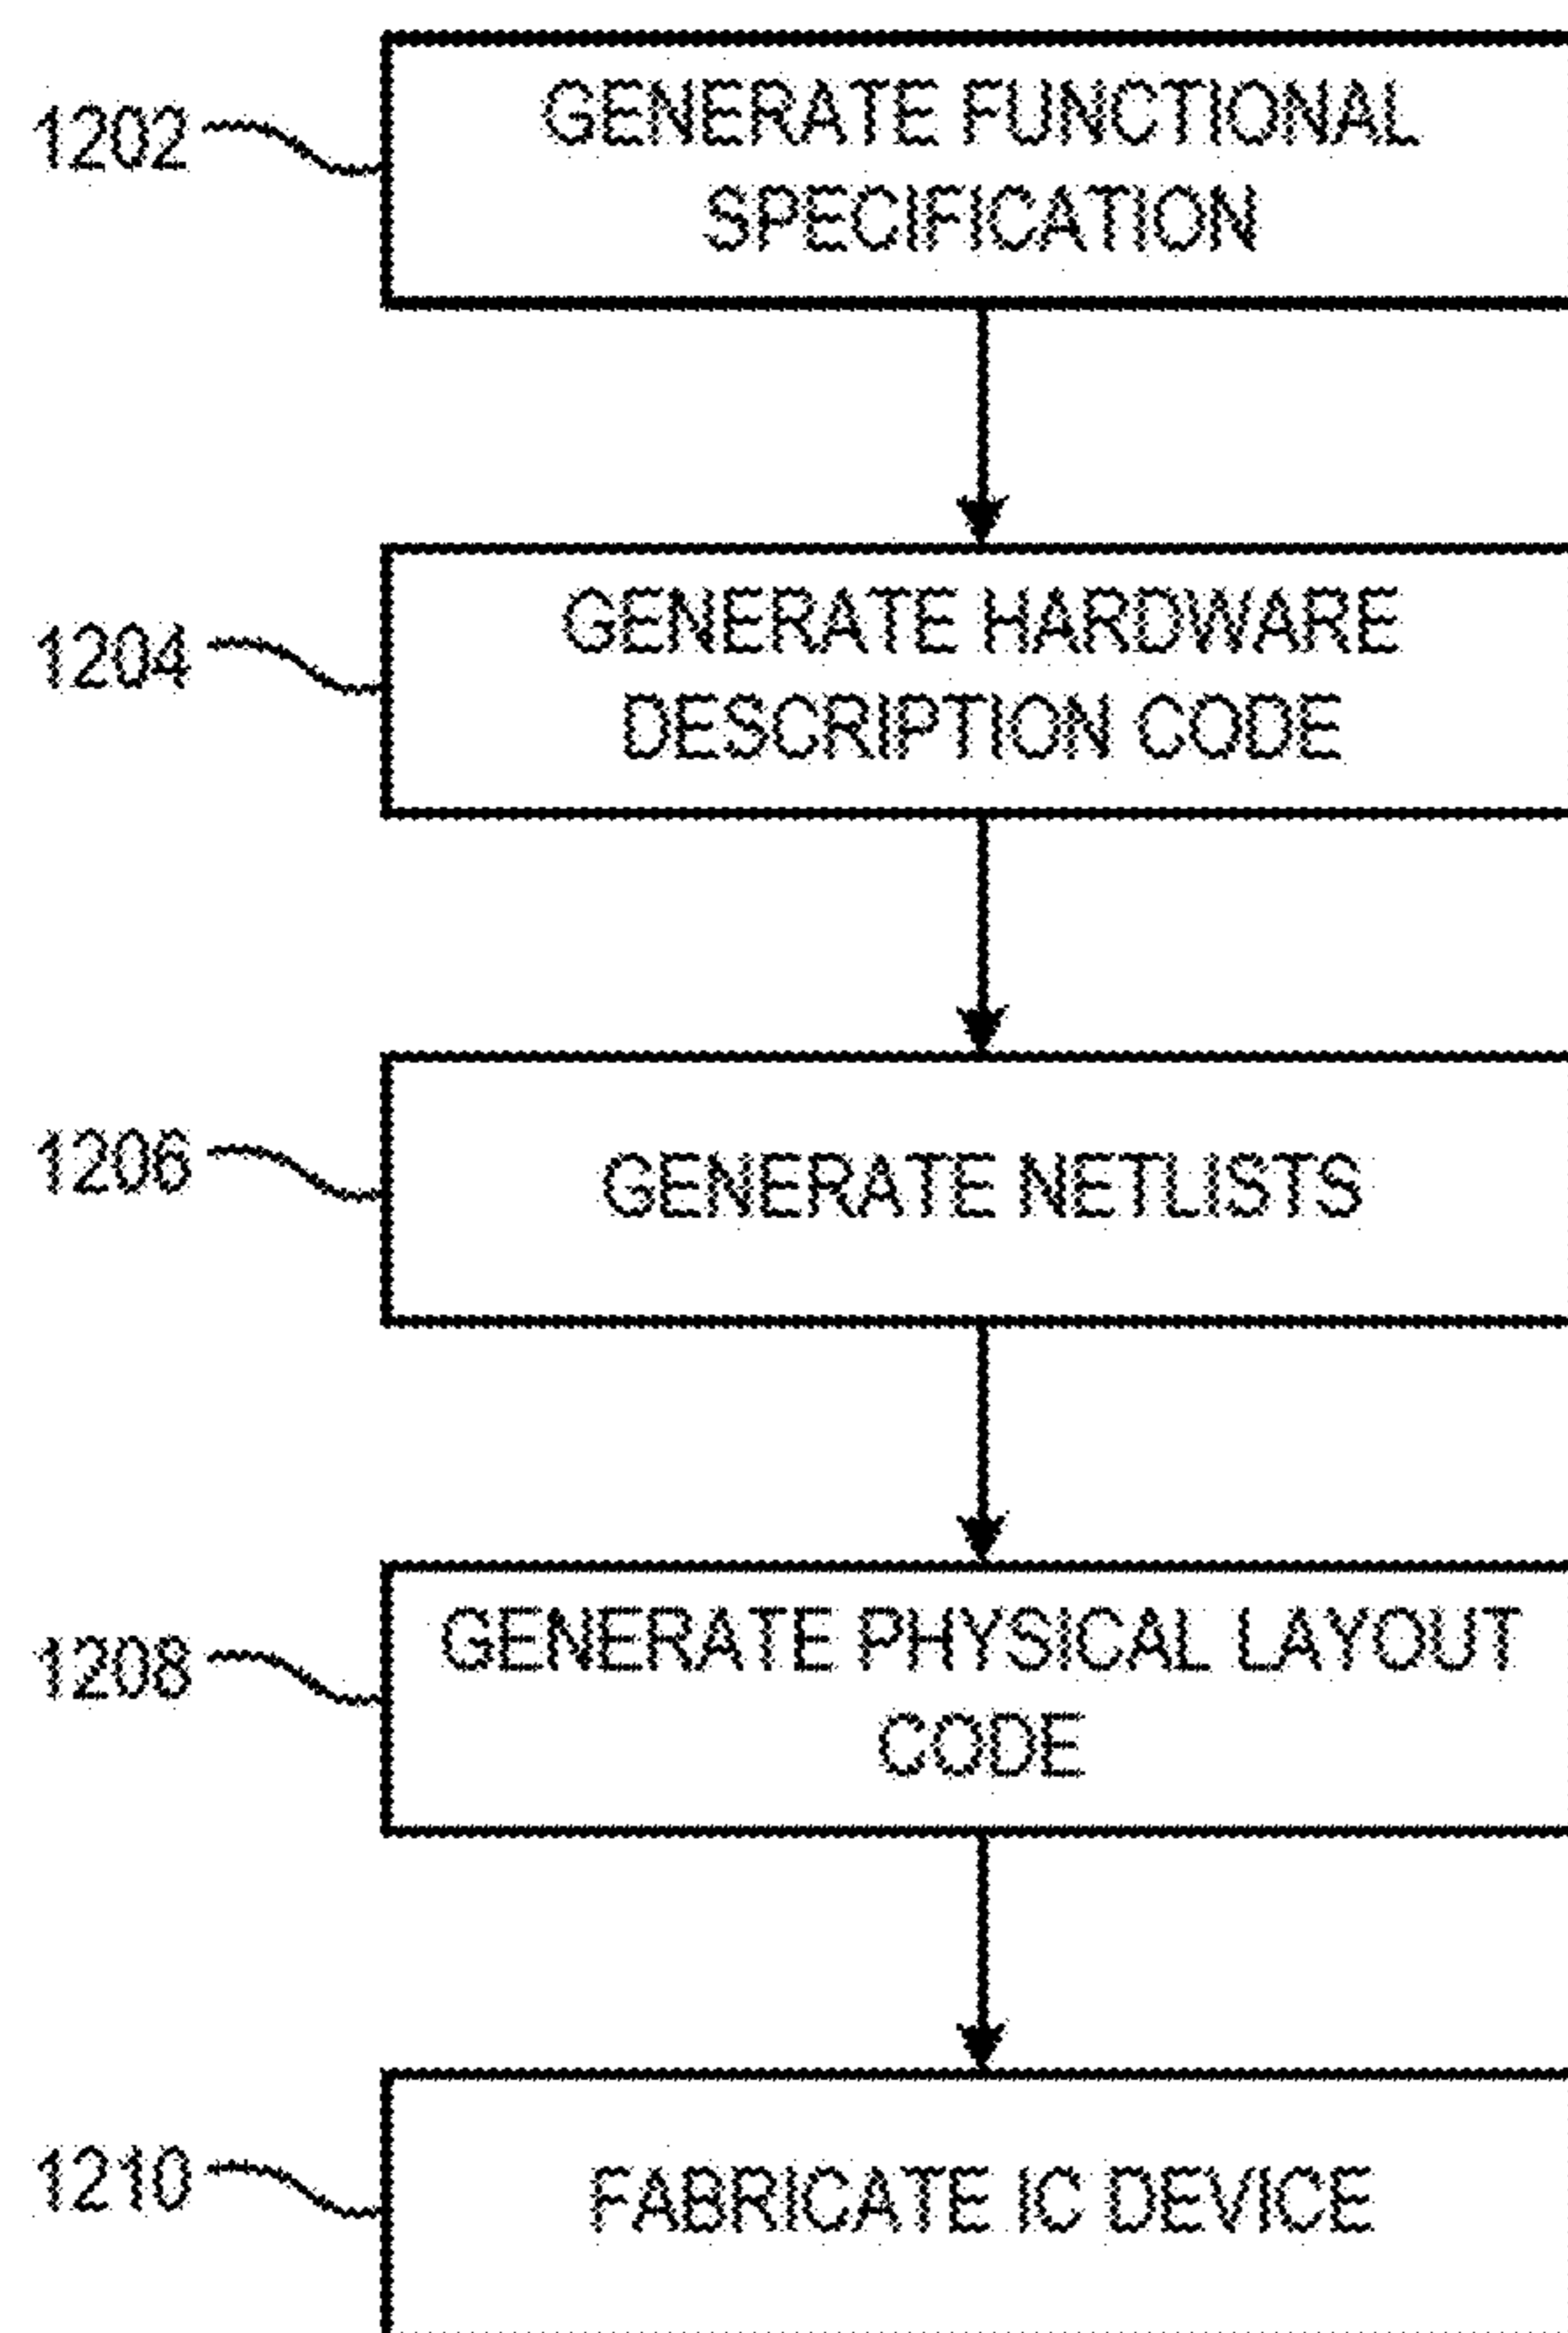 1202
GENERATE FUNCTIONAL
SPECIFICATION
1204
GENERATE HARDWARE
DESCRIPTION CODE
1206
GENERATE NETLISTS
1208
GENERATE PHYSICAL LAYOUT
CODE
1210
FABRICATE IC DEVICE